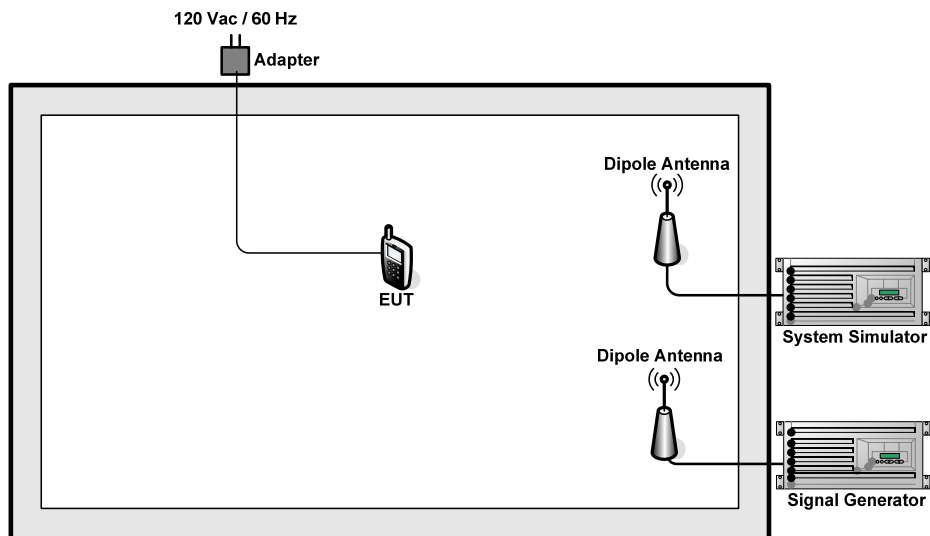 120 Vac / 60 Hz
Adapter
Dipole Antenna
EUT
System Simulator
Dipole Antenna
Signal Generator